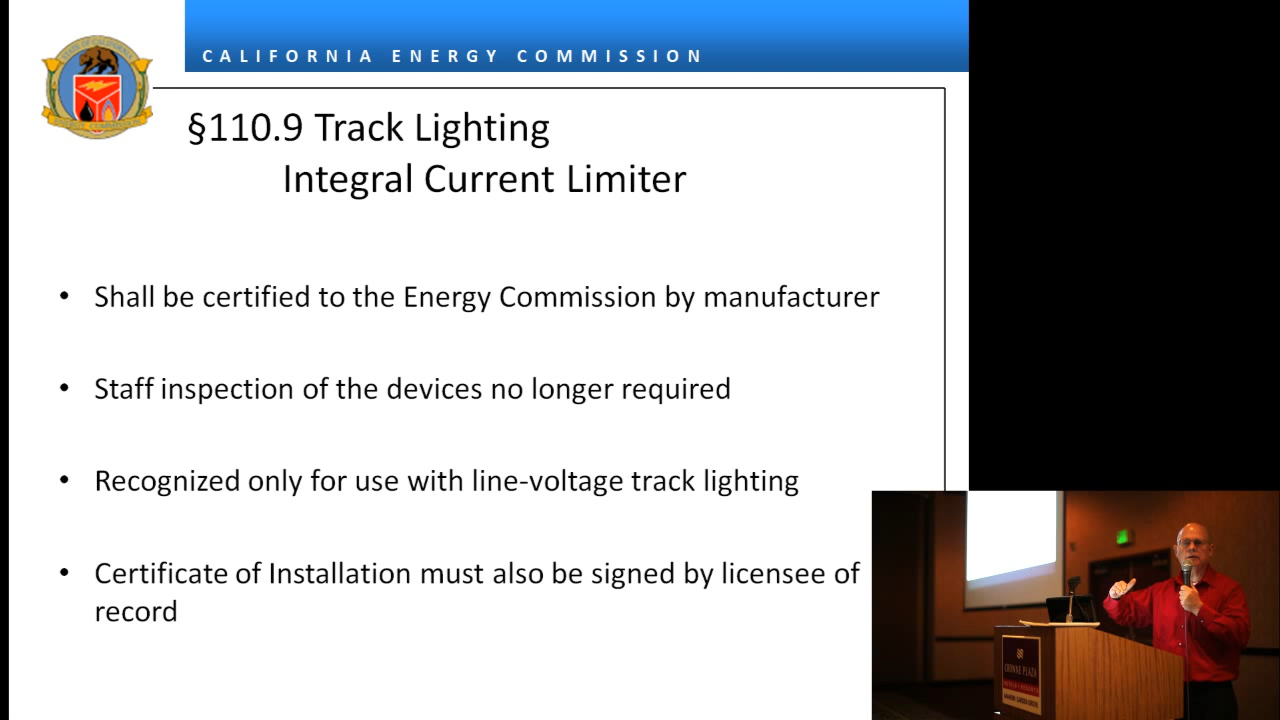 CALIFORNIA ENERGY COMMISSION
§110.9 Track Lighting
Integral Current Limiter
• Shall be certified to the Energy Commission by manufacturer
• Staff inspection of the devices no longer required
• Recognized only for use with line-voltage track lighting
• Certificate of Installation must also be signed by licensee of
record
PLAZA